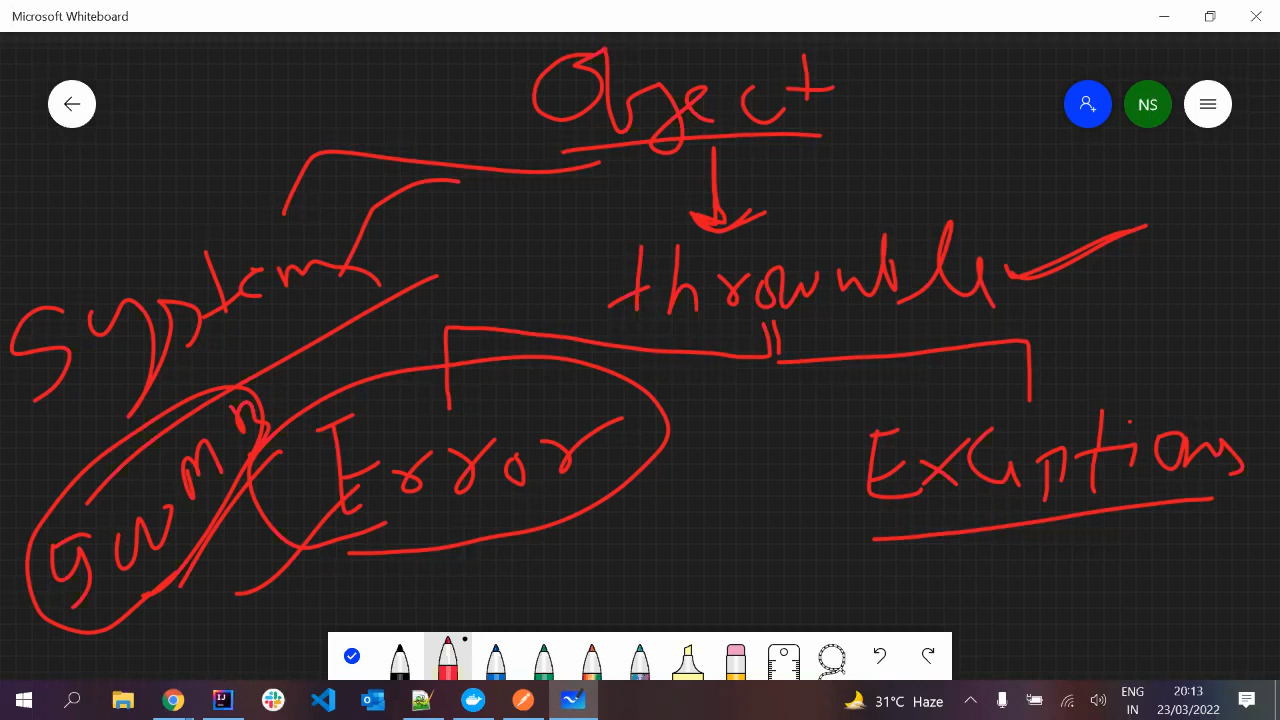 Microsoft Whiteboard
Object
NS
throwable
System
Error
Exceptions
31°C Haze
ENG
IN
20:13
23/03/2022